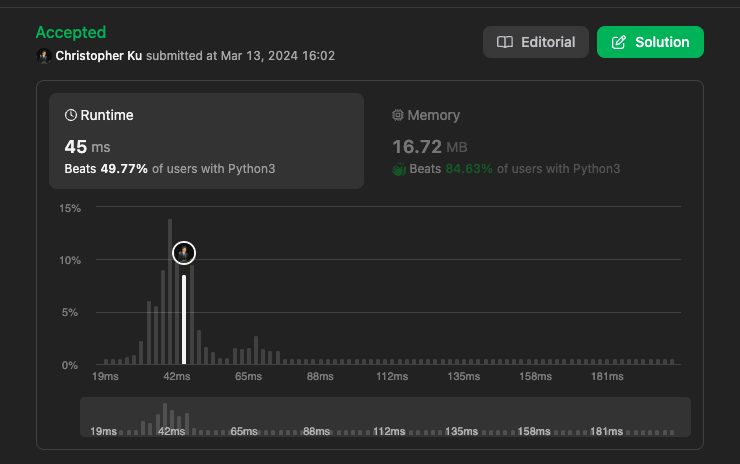 Accepted
Christopher Ku submitted at Mar 13, 2024 16:02
Editorial
Solution
Runtime
45 ms
Beats 49.77% of users with Python3
Memory
16.72 MB
Beats 84.63% of users with Python3
15%
10%
5%
0%
19ms 42ms 65ms 88ms 112ms 135ms 158ms 181ms
19ms 42ms 65ms 88ms 112ms 135ms 158ms 181ms